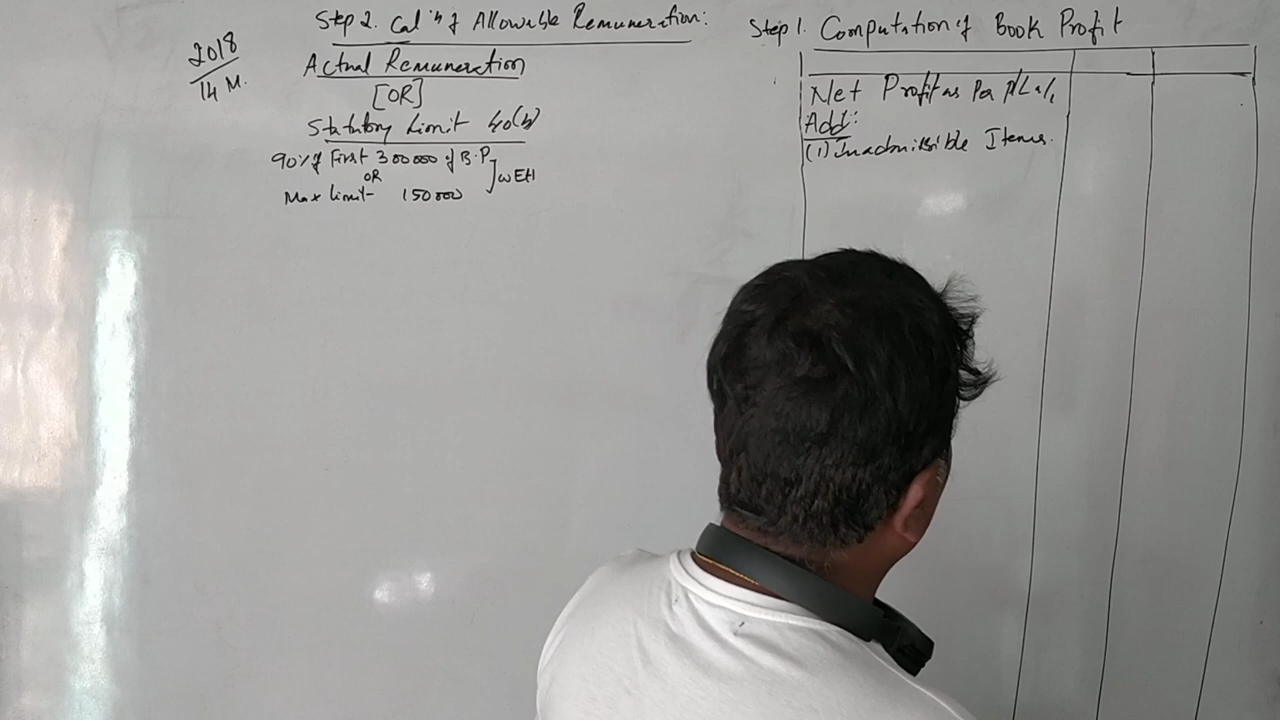 2018
14 M.
Step 2. Calⁿ of Allowable Remuneration:
Actual Remuneration
[OR]
Statutory Limit 40(b)
90% of First 300000 of B.P
OR
Max limit- 150000
] WEH
Step 1. Computation of Book Profit
Net Profit as Per P/L a/c
Add:
(1) Inadmissible Items.